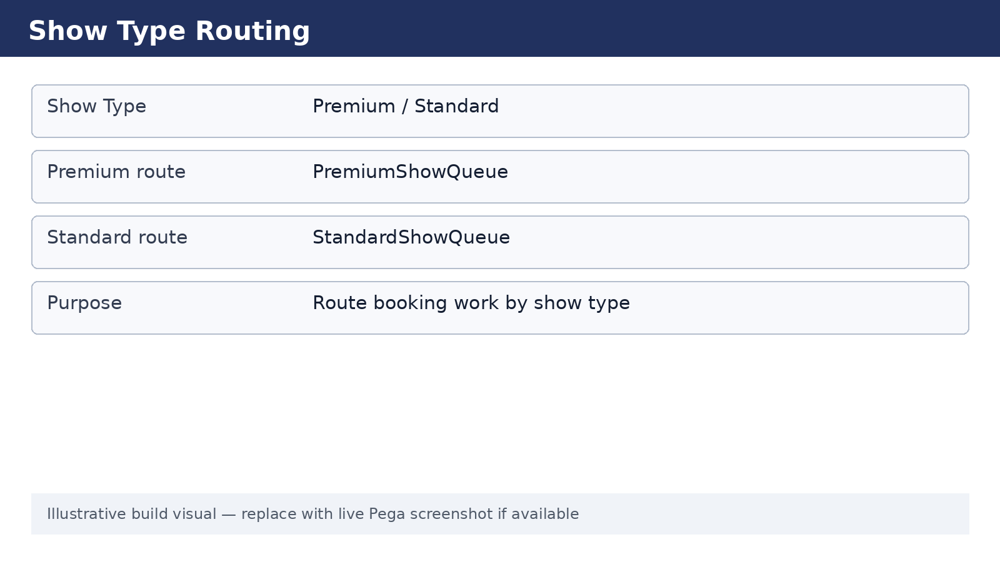 Show Type Routing
Show Type Premium / Standard
Premium route PremiumShowQueue
Standard route StandardShowQueue
Purpose Route booking work by show type
Illustrative build visual — replace with live Pega screenshot if available